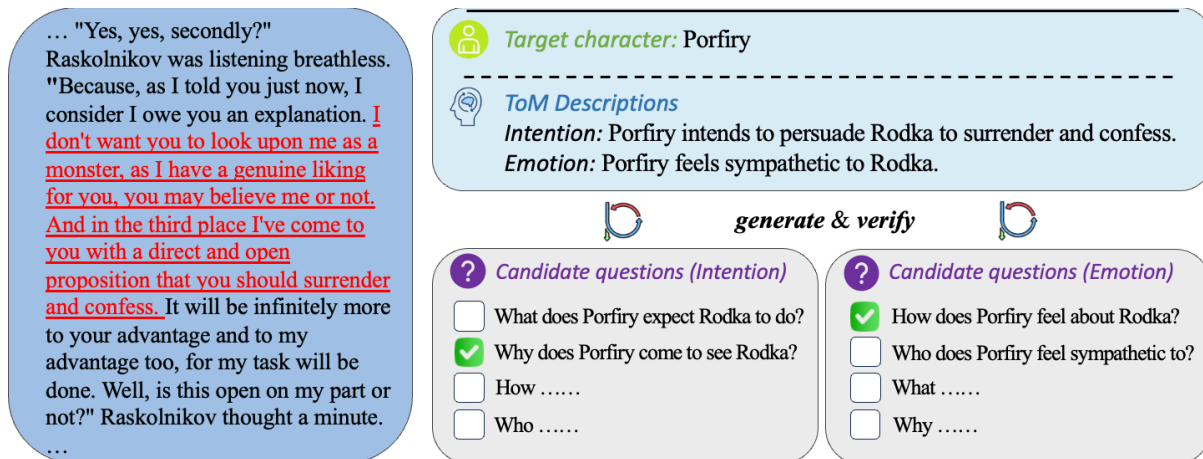 … "Yes, yes, secondly?"
Raskolnikov was listening breathless.
"Because, as I told you just now, I
consider I owe you an explanation. I
don't want you to look upon me as a
monster, as I have a genuine liking
for you, you may believe me or not.
And in the third place I've come to
you with a direct and open
proposition that you should surrender
and confess. It will be infinitely more
to your advantage and to my
advantage too, for my task will be
done. Well, is this open on my part or
not?" Raskolnikov thought a minute.
…
Target character: Porfiry
ToM Descriptions
Intention: Porfiry intends to persuade Rodka to surrender and confess.
Emotion: Porfiry feels sympathetic to Rodka.
generate & verify
? Candidate questions (Intention)
What does Porfiry expect Rodka to do?
Why does Porfiry come to see Rodka?
How ……
Who ……
? Candidate questions (Emotion)
How does Porfiry feel about Rodka?
Who does Porfiry feel sympathetic to?
What ……
Why ……